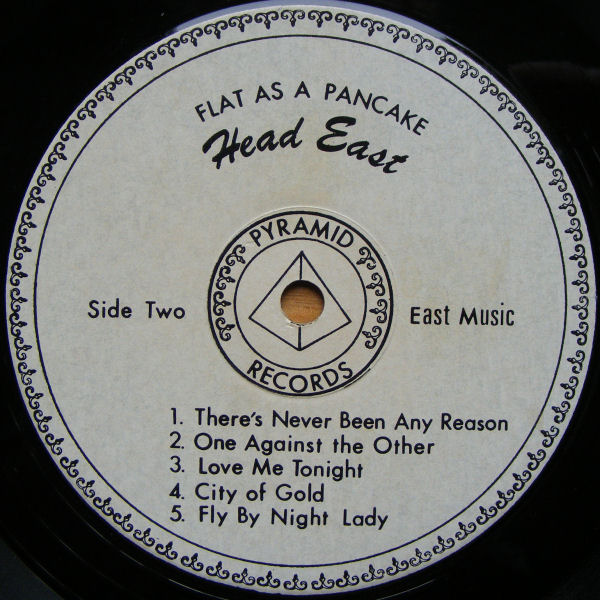 FLAT AS A PANCAKE
Head East
PYRAMID
RECORDS
Side Two
East Music
1. There's Never Been Any Reason
2. One Against the Other
3. Love Me Tonight
4. City of Gold
5. Fly By Night Lady